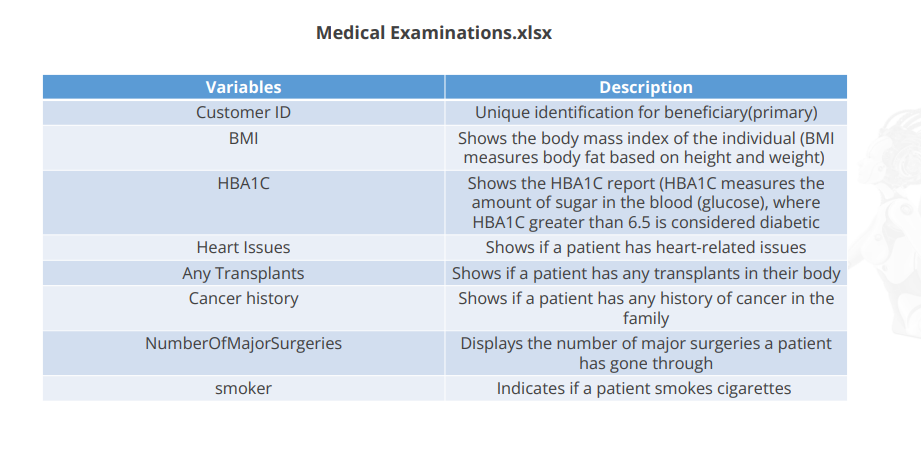 Medical Examinations.xlsx
Variables Description
Customer ID Unique identification for beneficiary(primary)
BMI Shows the body mass index of the individual (BMI
measures body fat based on height and weight)
HBA1C Shows the HBA1C report (HBA1C measures the
amount of sugar in the blood (glucose), where
HBA1C greater than 6.5 is considered diabetic
Heart Issues Shows if a patient has heart-related issues
Any Transplants Shows if a patient has any transplants in their body
Cancer history Shows if a patient has any history of cancer in the
family
NumberOfMajorSurgeries Displays the number of major surgeries a patient
has gone through
smoker Indicates if a patient smokes cigarettes